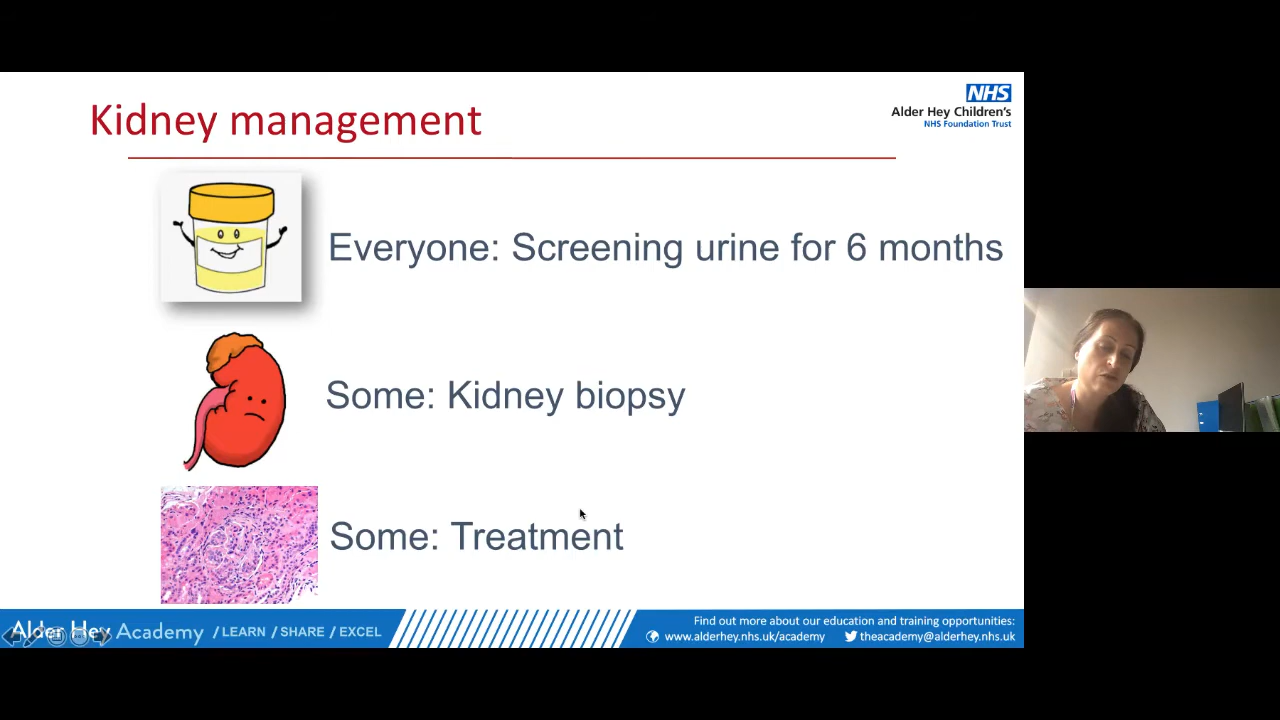 Kidney management
NHS
Alder Hey Children's
NHS Foundation Trust
Everyone: Screening urine for 6 months
Some: Kidney biopsy
Some: Treatment
Alder Hey Academy / LEARN / SHARE / EXCEL
Find out more about our education and training opportunities:
www.alderhey.nhs.uk/academy theacademy@alderhey.nhs.uk